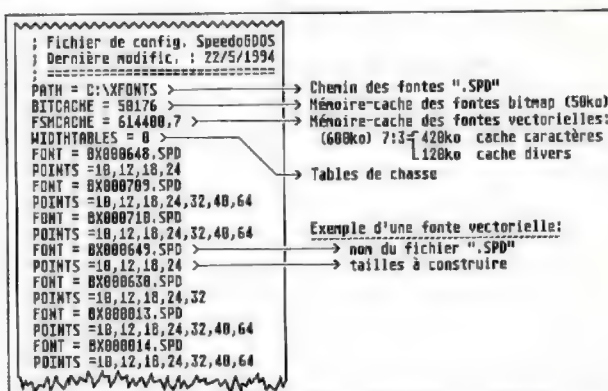 ; Fichier de config. SpeedoGDOS
; Dernière modific. : 22/5/1994
; =============================
PATH = C:\XFONTS
BITCACHE = 50176
FSMCACHE = 614400,7
WIDTHTABLES = 0
FONT = BX000648.SPD
POINTS =10,12,18,24
FONT = BX000709.SPD
POINTS =10,12,18,24,32,40,64
FONT = BX000710.SPD
POINTS =10,12,18,24,32,40,64
FONT = BX000649.SPD
POINTS =10,12,18,24
FONT = BX000630.SPD
POINTS =10,12,18,24,32
FONT = BX000013.SPD
POINTS =10,12,18,24,32,40,64
FONT = BX000014.SPD
POINTS =10,12,18,24,32,40,64
Chemin des fontes ".SPD"
Mémoire-cache des fontes bitmap (50ko)
Mémoire-cache des fontes vectorielles:
(600ko) 7:3= 420ko cache caractères
120ko cache divers
Tables de chasse
Exemple d'une fonte vectorielle:
nom du fichier ".SPD"
tailles à construire